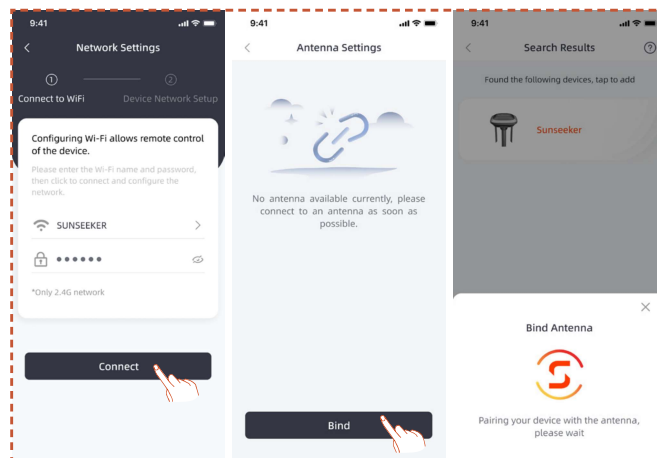 9:41
Network Settings
1
2
Connect to WiFi
Device Network Setup
Configuring Wi-Fi allows remote control
of the device.
Please enter the Wi-Fi name and password,
then click to connect and configure the
network.
SUNSEEKER
*Only 2.4G network
Connect
9:41
Antenna Settings
No antenna available currently, please
connect to an antenna as soon as
possible.
Bind
9:41
Search Results
?
Found the following devices, tap to add
Sunseeker
Bind Antenna
S
Pairing your device with the antenna,
please wait